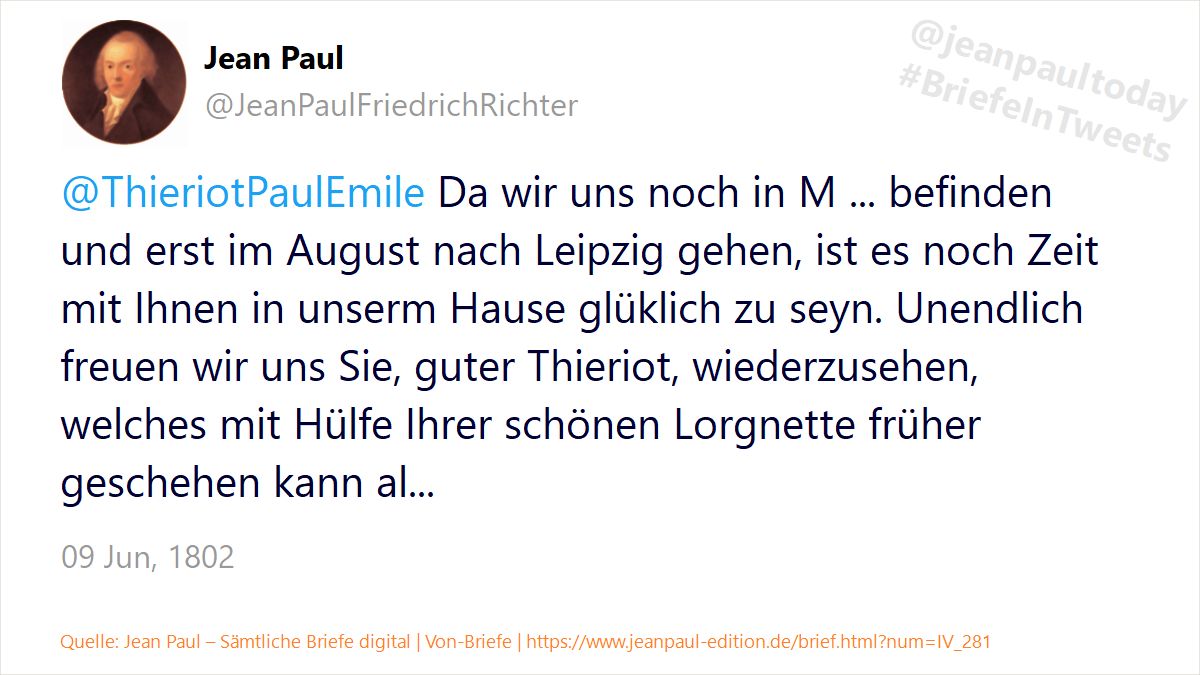 Jean Paul
@JeanPaulFriedrichRichter
@jeanpaultoday
#BriefeInTweets
@ThieriotPaulEmile Da wir uns noch in M ... befinden
und erst im August nach Leipzig gehen, ist es noch Zeit
mit Ihnen in unserm Hause glüklich zu seyn. Unendlich
freuen wir uns Sie, guter Thieriot, wiederzusehen,
welches mit Hülfe Ihrer schönen Lorgnette früher
geschehen kann al...
09 Jun, 1802
Quelle: Jean Paul – Sämtliche Briefe digital | Von-Briefe | https://www.jeanpaul-edition.de/brief.html?num=IV_281